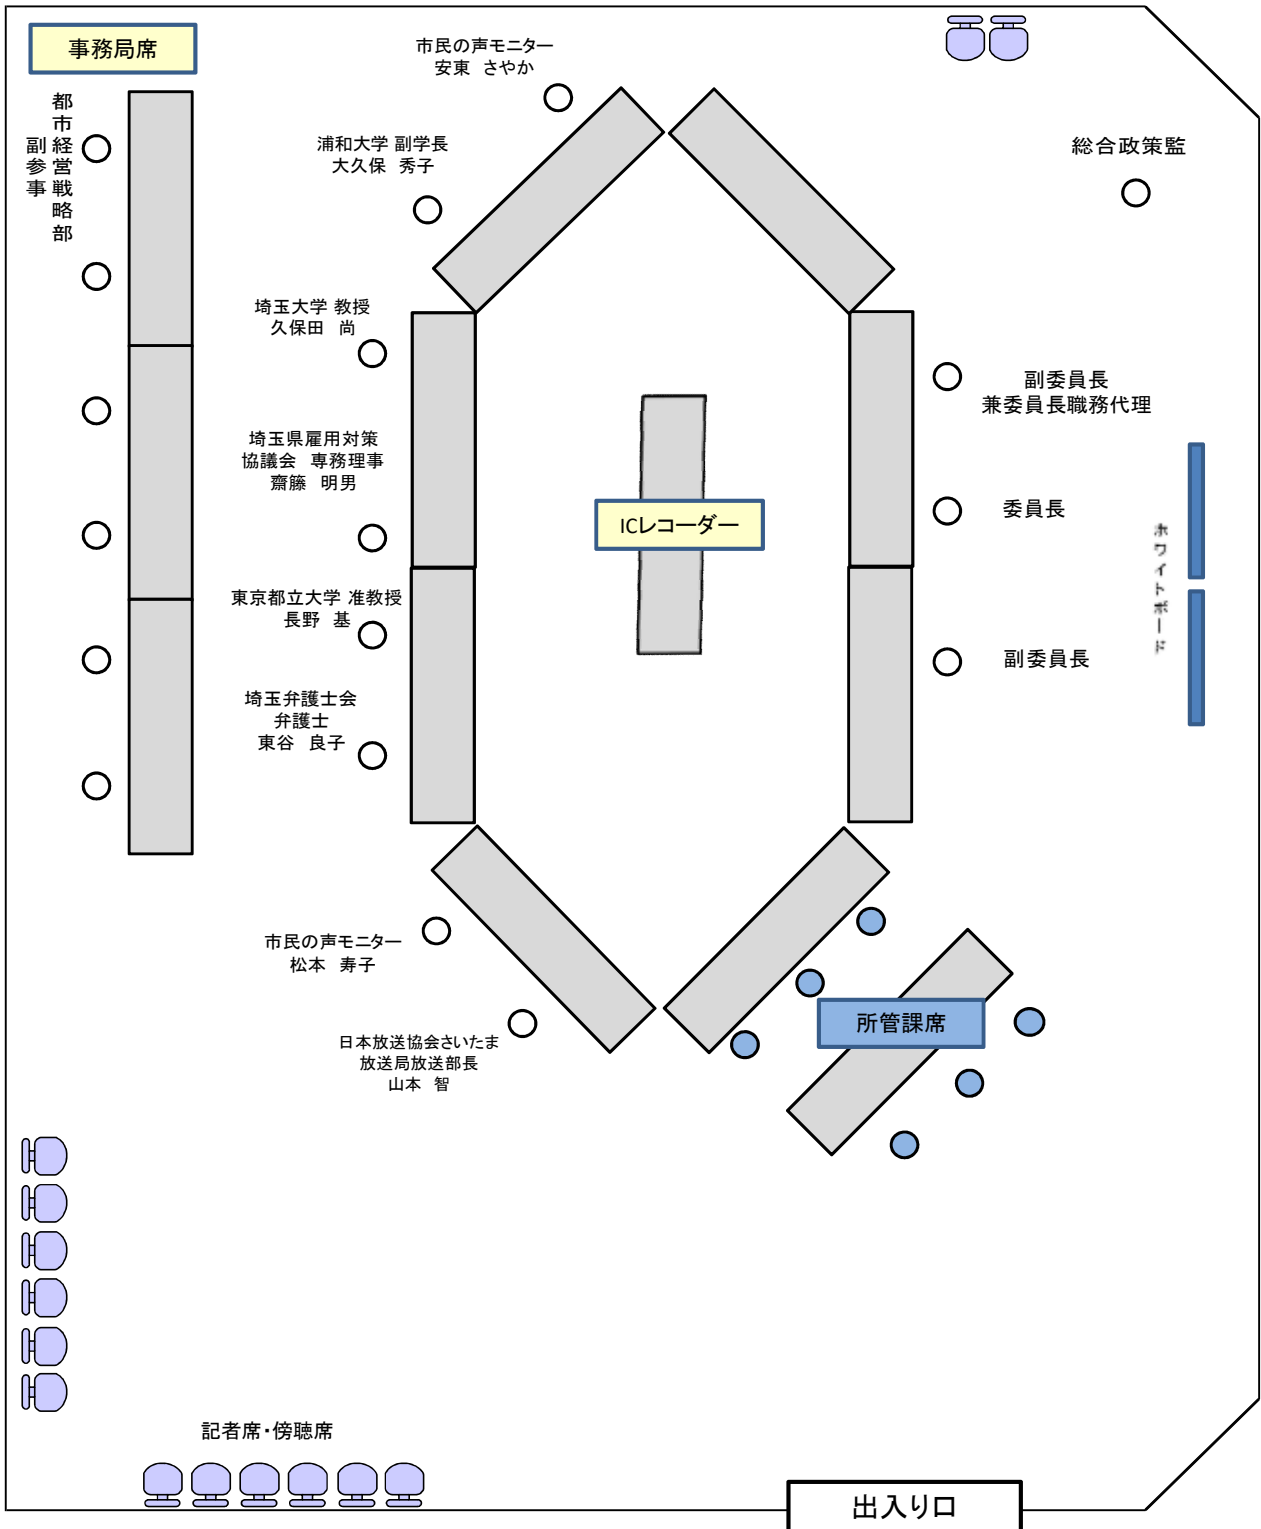 事務局席
都市経営戦略部
副参事
市民の声モニター
安東 さやか
浦和大学 副学長
大久保 秀子
埼玉大学 教授
久保田 尚
埼玉県雇用対策
協議会 専務理事
齋藤 明男
東京都立大学 准教授
長野 基
埼玉弁護士会
弁護士
東谷 良子
市民の声モニター
松本 寿子
日本放送協会さいたま
放送局放送部長
山本 智
ICレコーダー
総合政策監
副委員長
兼委員長職務代理
委員長
副委員長
ホワイトボード
所管課席
記者席・傍聴席
出入り口